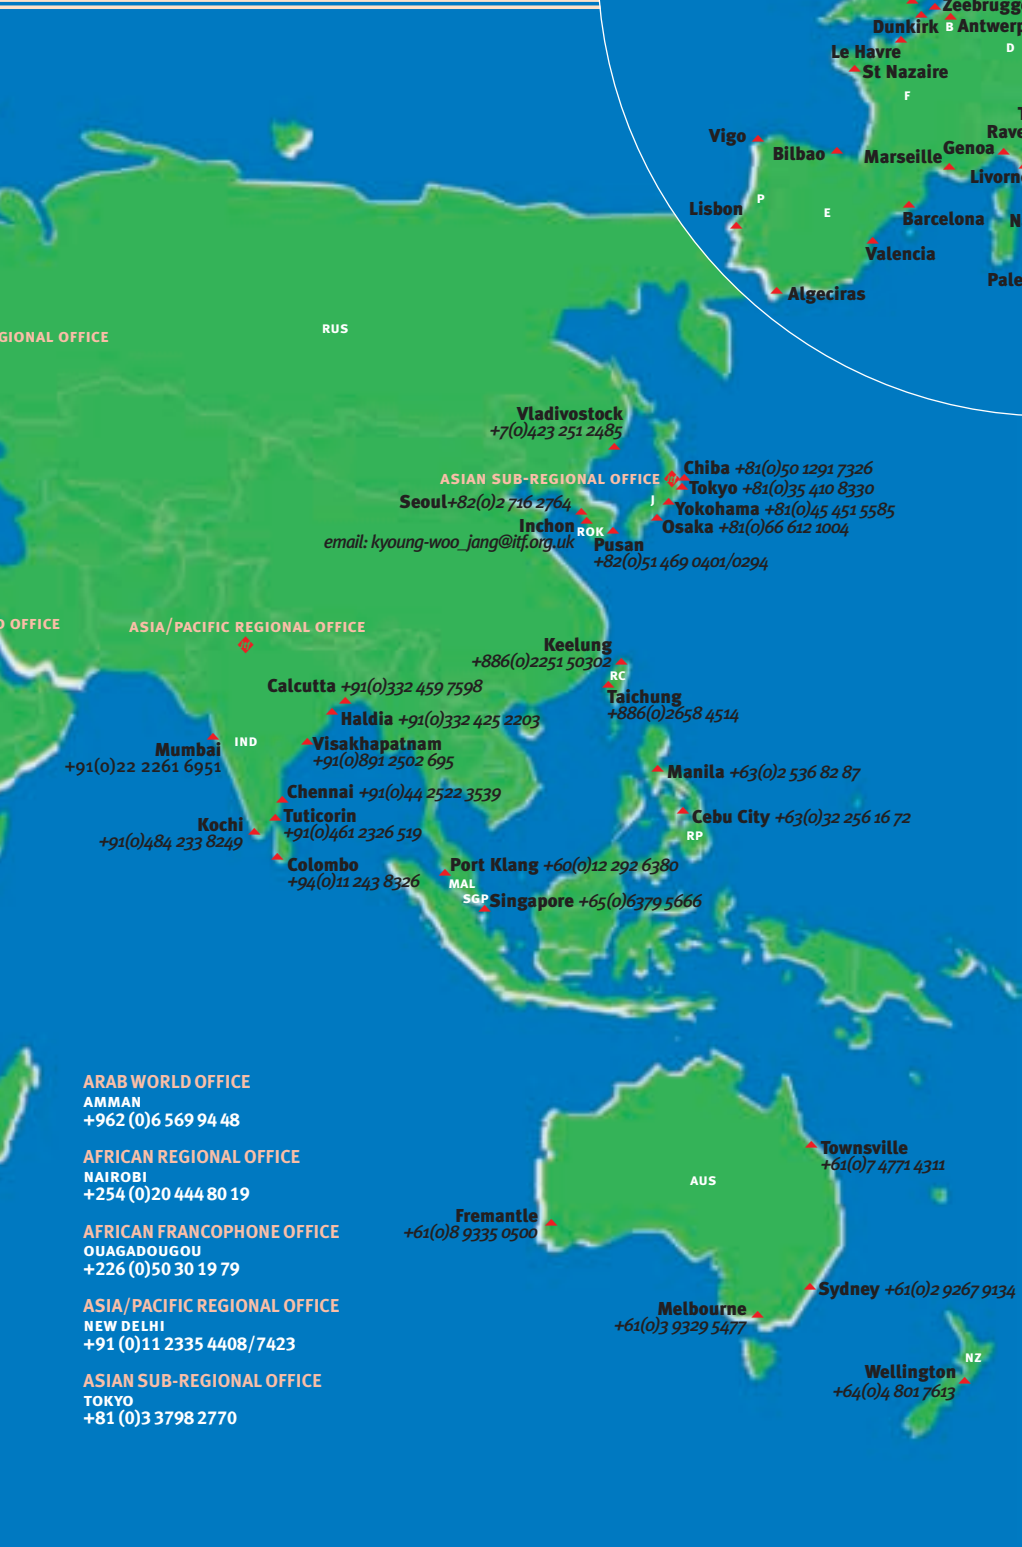 Zeebrugg
Dunkirk
B
Antwerp
D
Le Havre
St Nazaire
F
Vigo
Bilbao
Marseille
Genoa
Rave
Livorn
P
Lisbon
E
Barcelona
N
Valencia
Pale
Algeciras
GIONAL OFFICE
RUS
Vladivostock
+7(0)423 251 2485
ASIAN SUB-REGIONAL OFFICE
Chiba +81(0)50 1291 7326
Tokyo +81(0)35 410 8330
J
Yokohama +81(0)45 451 5585
Osaka +81(0)66 612 1004
Seoul+82(0)2 716 2764
Inchon
ROK
email: kyoung-woo_jang@itf.org.uk
Pusan
+82(0)51 469 0401/0294
D OFFICE
ASIA/PACIFIC REGIONAL OFFICE
Keelung
+886(0)2251 50302
RC
Taichung
+886(0)2658 4514
Calcutta +91(0)332 459 7598
Haldia +91(0)332 425 2203
IND
Mumbai
+91(0)22 2261 6951
Visakhapatnam
+91(0)891 2502 695
Manila +63(0)2 536 82 87
Chennai +91(0)44 2522 3539
Tuticorin
+91(0)461 2326 519
Cebu City +63(0)32 256 16 72
RP
Kochi
+91(0)484 233 8249
Colombo
+94(0)11 243 8326
Port Klang +60(0)12 292 6380
MAL
SGP
Singapore +65(0)6379 5666
ARAB WORLD OFFICE
AMMAN
+962 (0)6 569 94 48
AFRICAN REGIONAL OFFICE
NAIROBI
+254 (0)20 444 80 19
AFRICAN FRANCOPHONE OFFICE
OUAGADOUGOU
+226 (0)50 30 19 79
ASIA/PACIFIC REGIONAL OFFICE
NEW DELHI
+91 (0)11 2335 4408/7423
ASIAN SUB-REGIONAL OFFICE
TOKYO
+81 (0)3 3798 2770
Townsville
+61(0)7 4771 4311
AUS
Fremantle
+61(0)8 9335 0500
Sydney +61(0)2 9267 9134
Melbourne
+61(0)3 9329 5477
NZ
Wellington
+64(0)4 801 7613